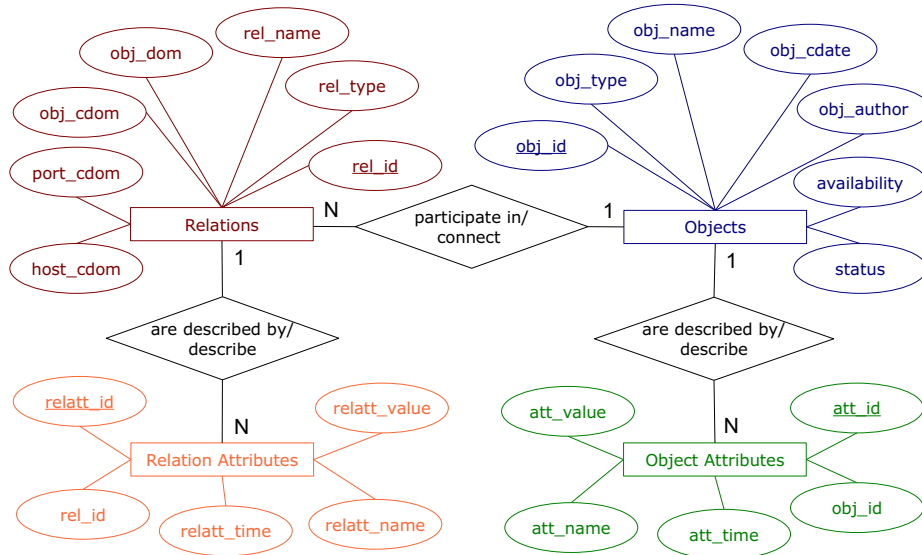 rel_name
obj_name
obj_dom
obj_cdate
obj_type
rel_type
obj_cdom
obj_author
obj_id
rel_id
port_cdom
availability
N
participate in/
connect
1
Relations
Objects
host_cdom
status
1
1
are described by/
describe
are described by/
describe
relatt_id
relatt_value
att_value
att_id
N
N
Relation Attributes
Object Attributes
rel_id
relatt_time
relatt_name
att_name
att_time
obj_id